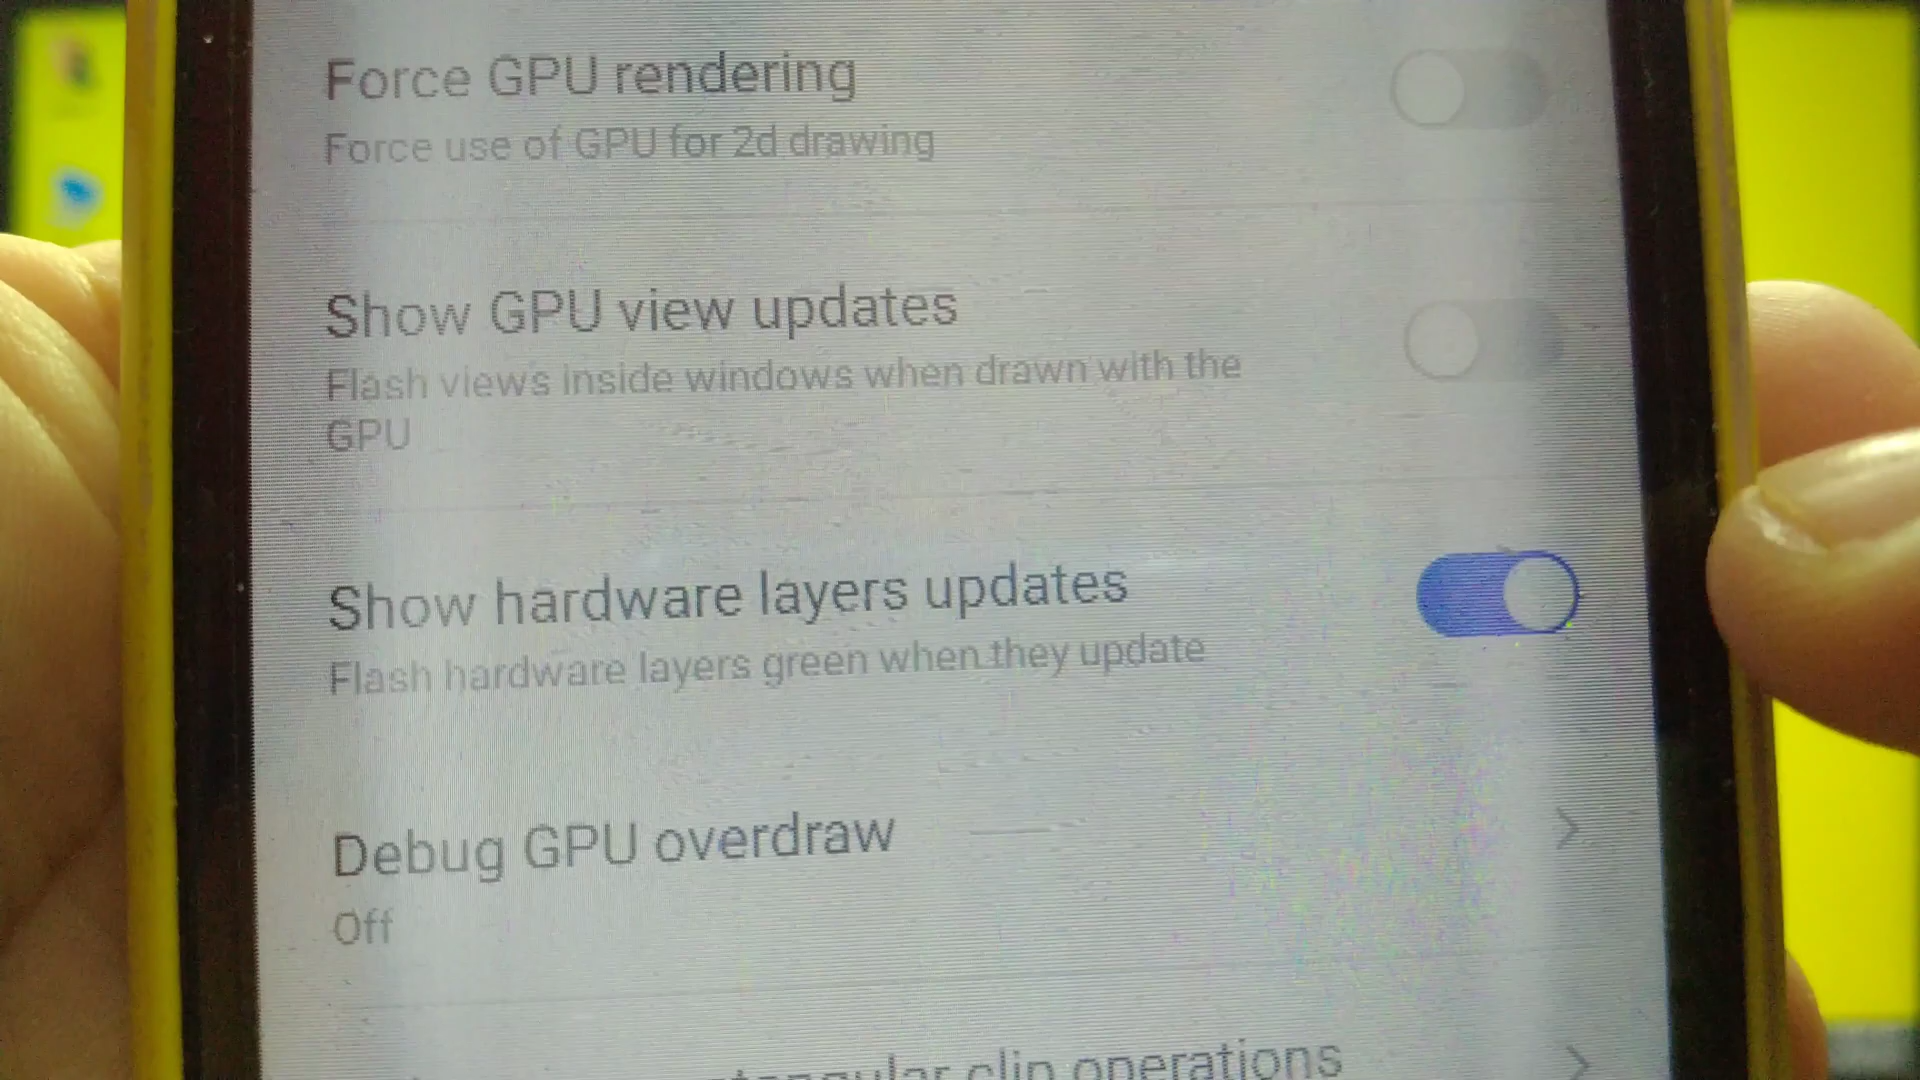 Force GPU rendering
Force use of GPU for 2d drawing
Show GPU view updates
Flash views inside windows when drawn with the
GPU
Show hardware layers updates
Flash hardware layers green when they update
Debug GPU overdraw
Off
clip operations